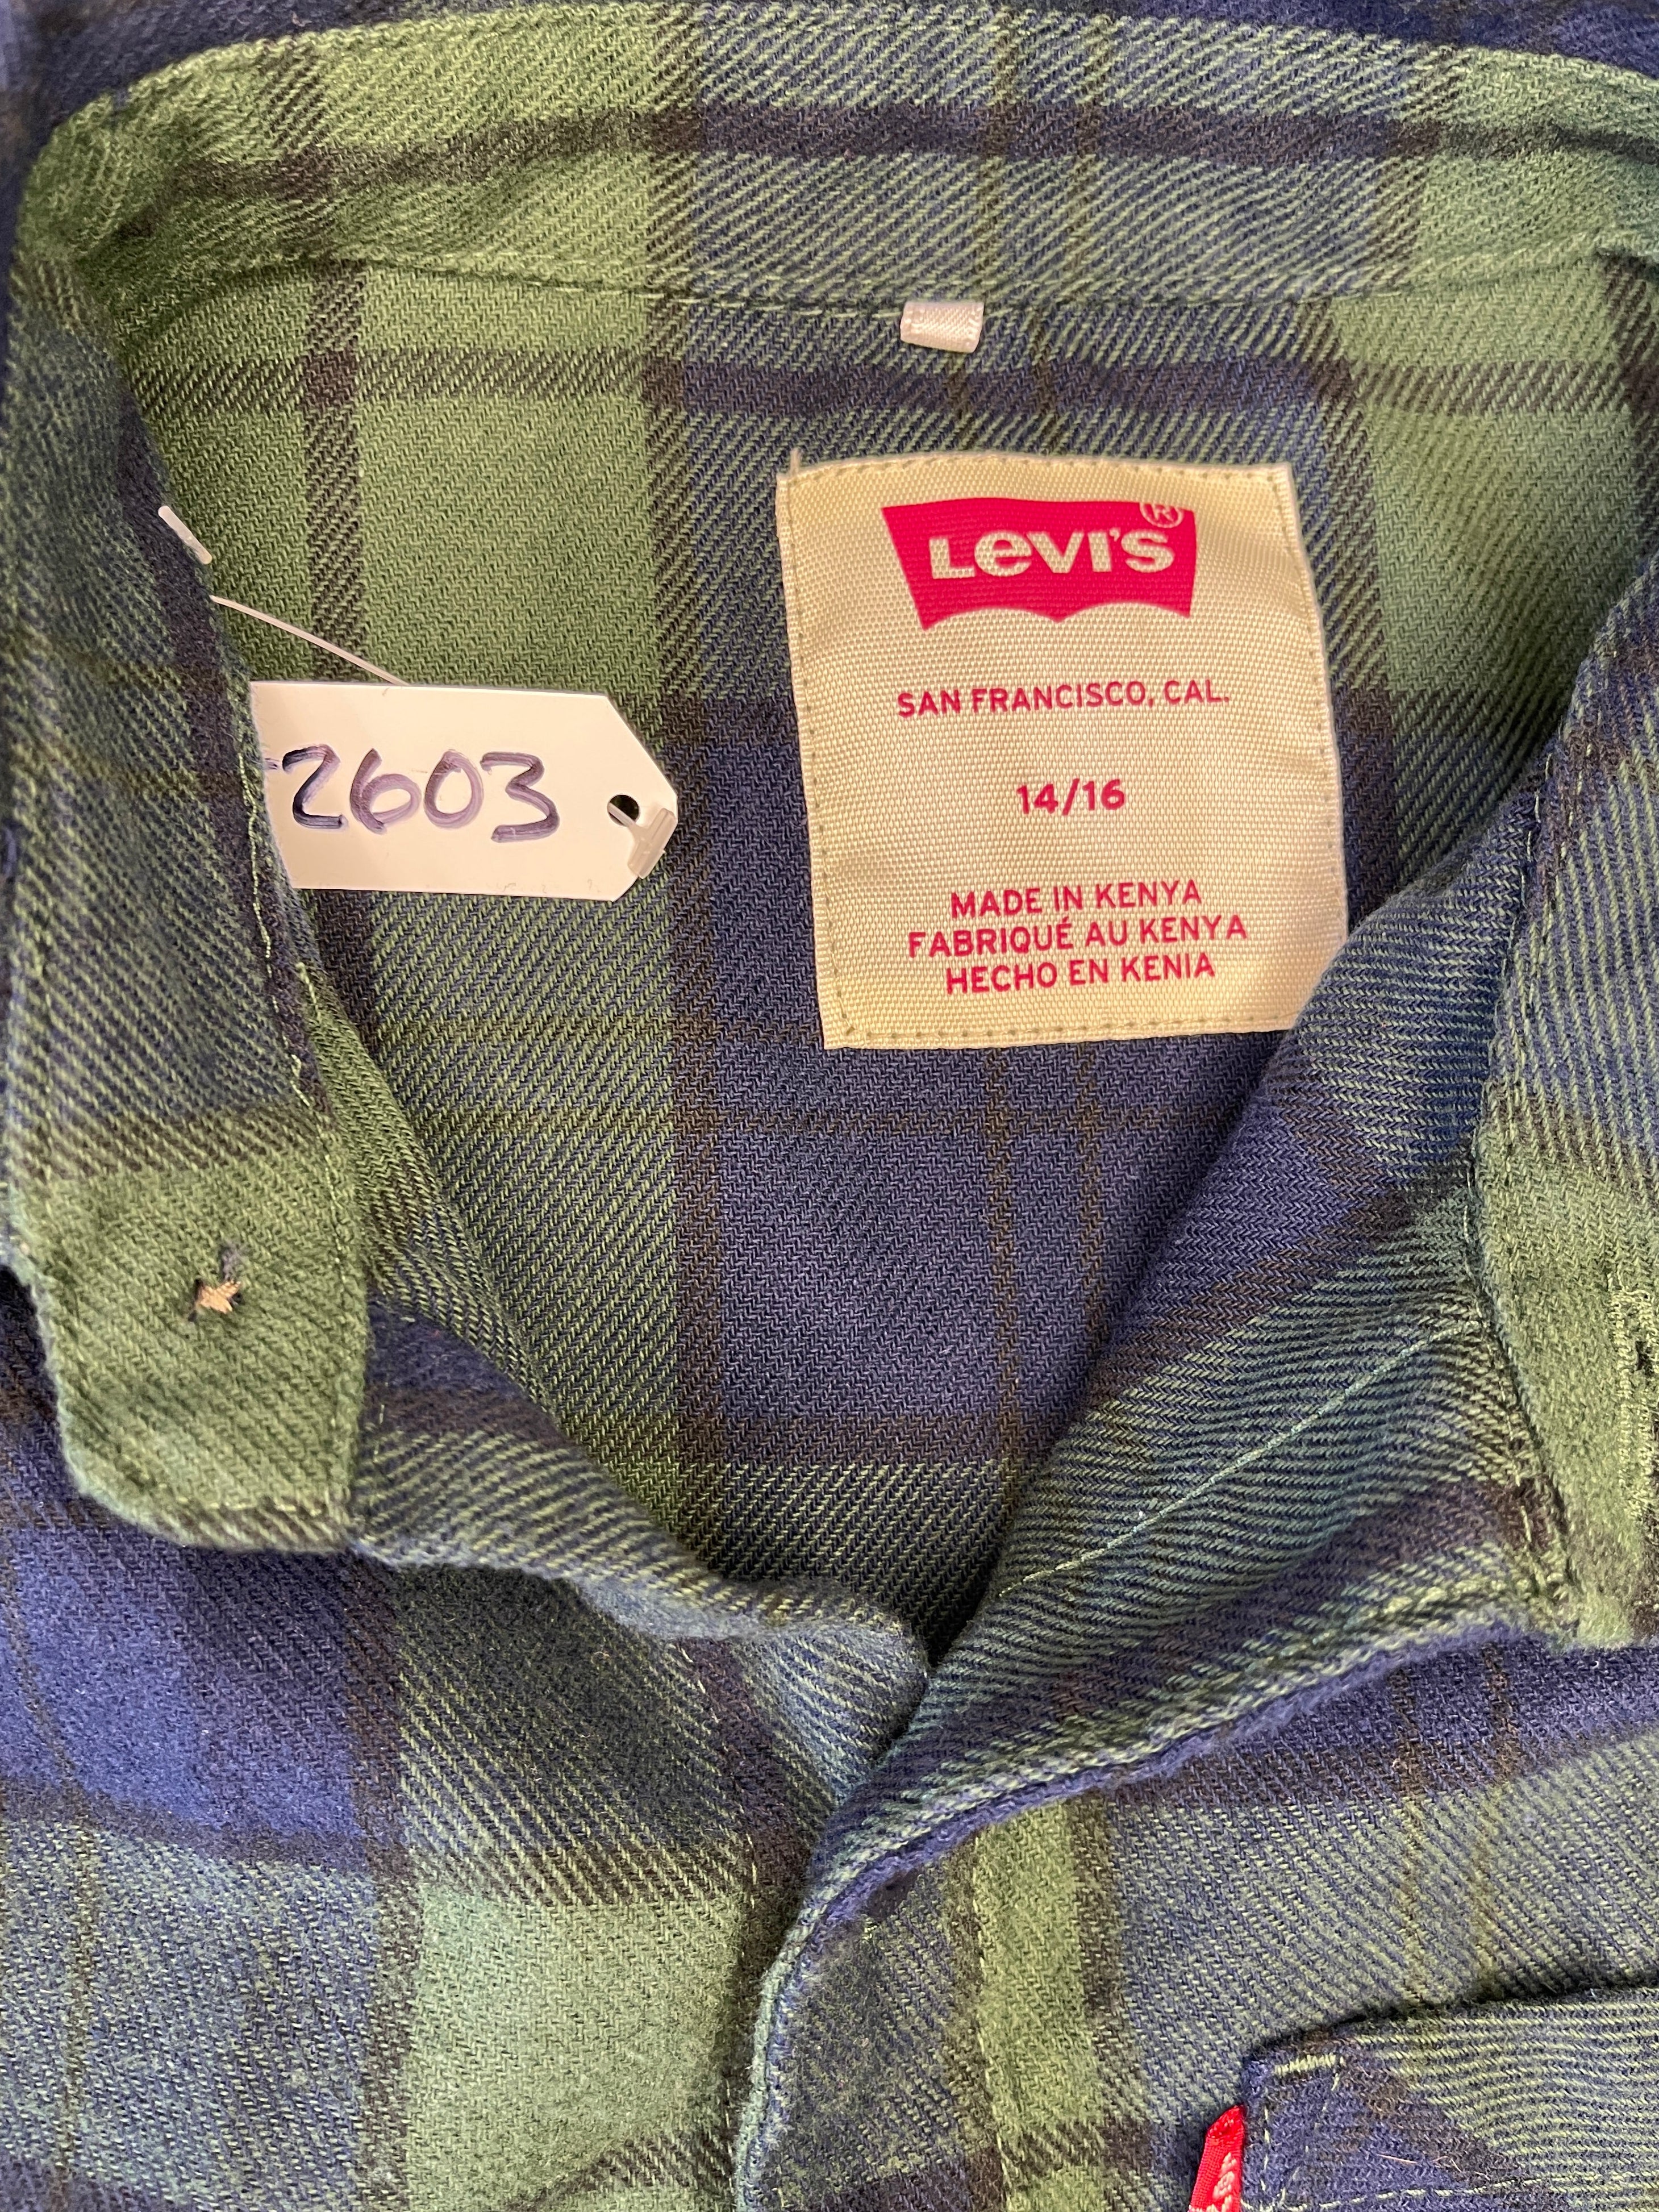 LEVI'S®
SAN FRANCISCO, CAL.
14/16
MADE IN KENYA
FABRIQUÉ AU KENYA
HECHO EN KENIA
2603